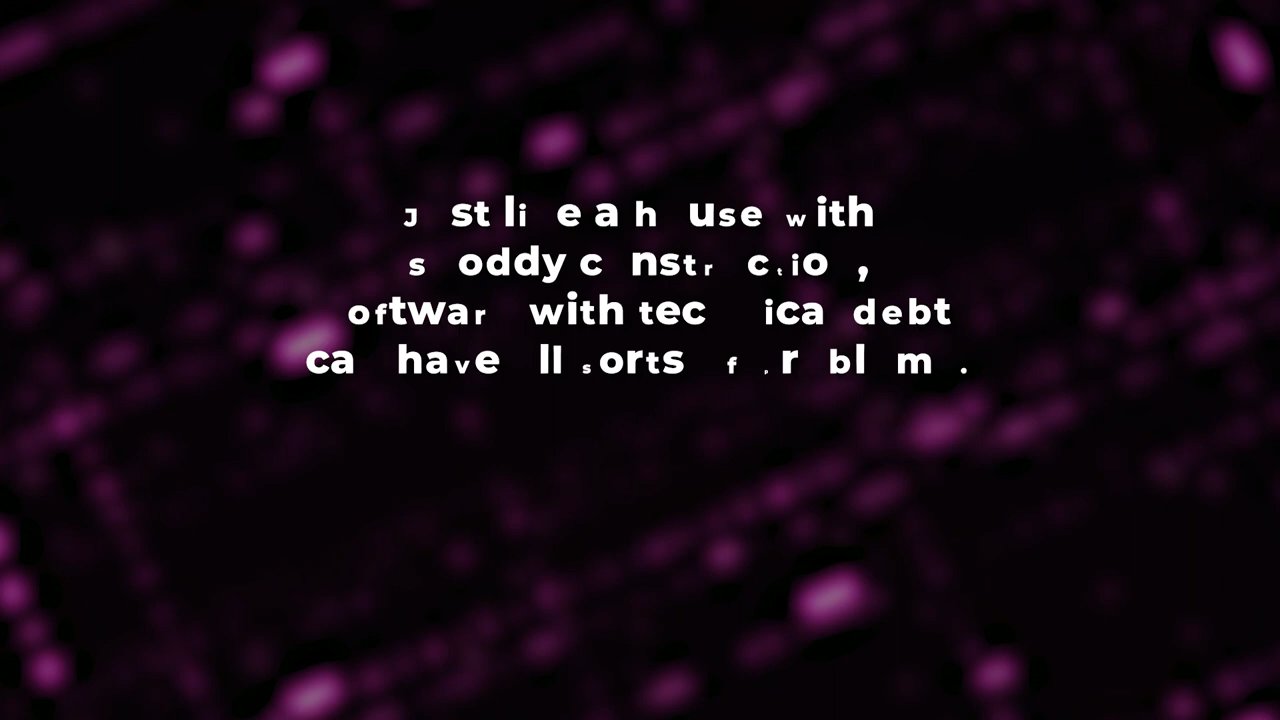 J st li e a h use with
s oddy c nstr ctio ,
oftwar with tec ica debt
ca have ll sorts f r bl m .